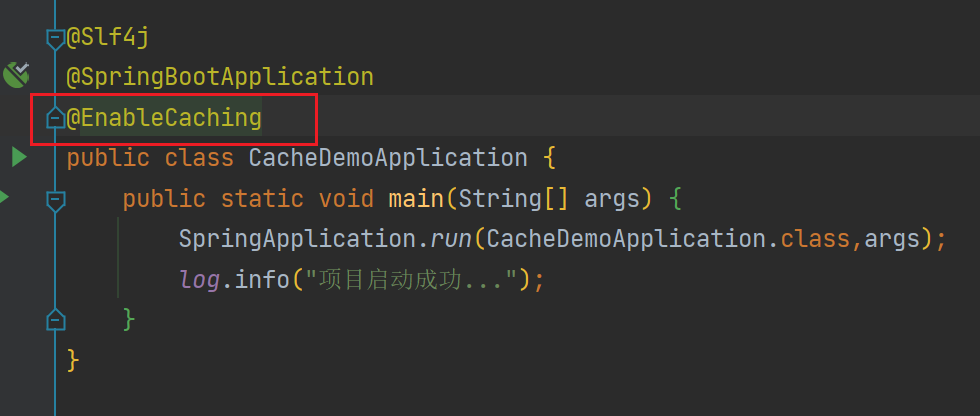 @Slf4j
@SpringBootApplication
@EnableCaching
public class CacheDemoApplication {
    public static void main(String[] args) {
        SpringApplication.run(CacheDemoApplication.class,args);
        log.info("项目启动成功...");
    }
}